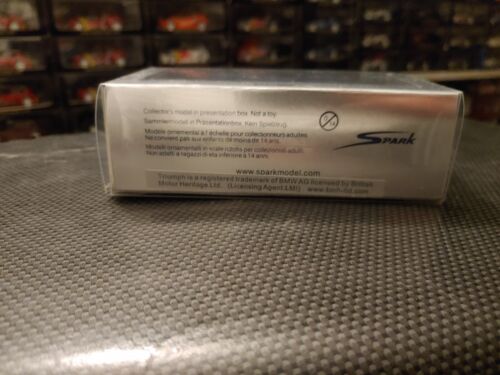 Collector's model in presentation box. Not a toy.
Sammlermodel in Präsentationbox, Kein Spielzeug.
Modèle ornamental à l'échelle pour collectionneurs adultes.
Ne convient pas aux enfants de moins de 14 ans.
Modelli ornamentali in scala ridotta per collezionisti adulti.
Non adatti a ragazzi di età inferiore a 14 anni.
SPARK
www.sparkmodel.com
Triumph is a registered trademark of BMW AG licensed by British
Motor Heritage Ltd. (Licensing Agent LMI) www.bmh-ltd.com